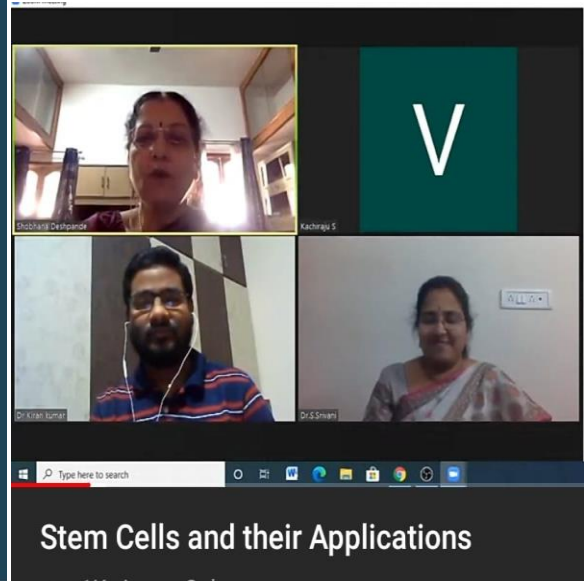 V
Shobhana Deshpande
Kachiraju S
Dr Kiran kumar
Dr.S.Srivani
Type here to search
Stem Cells and their Applications